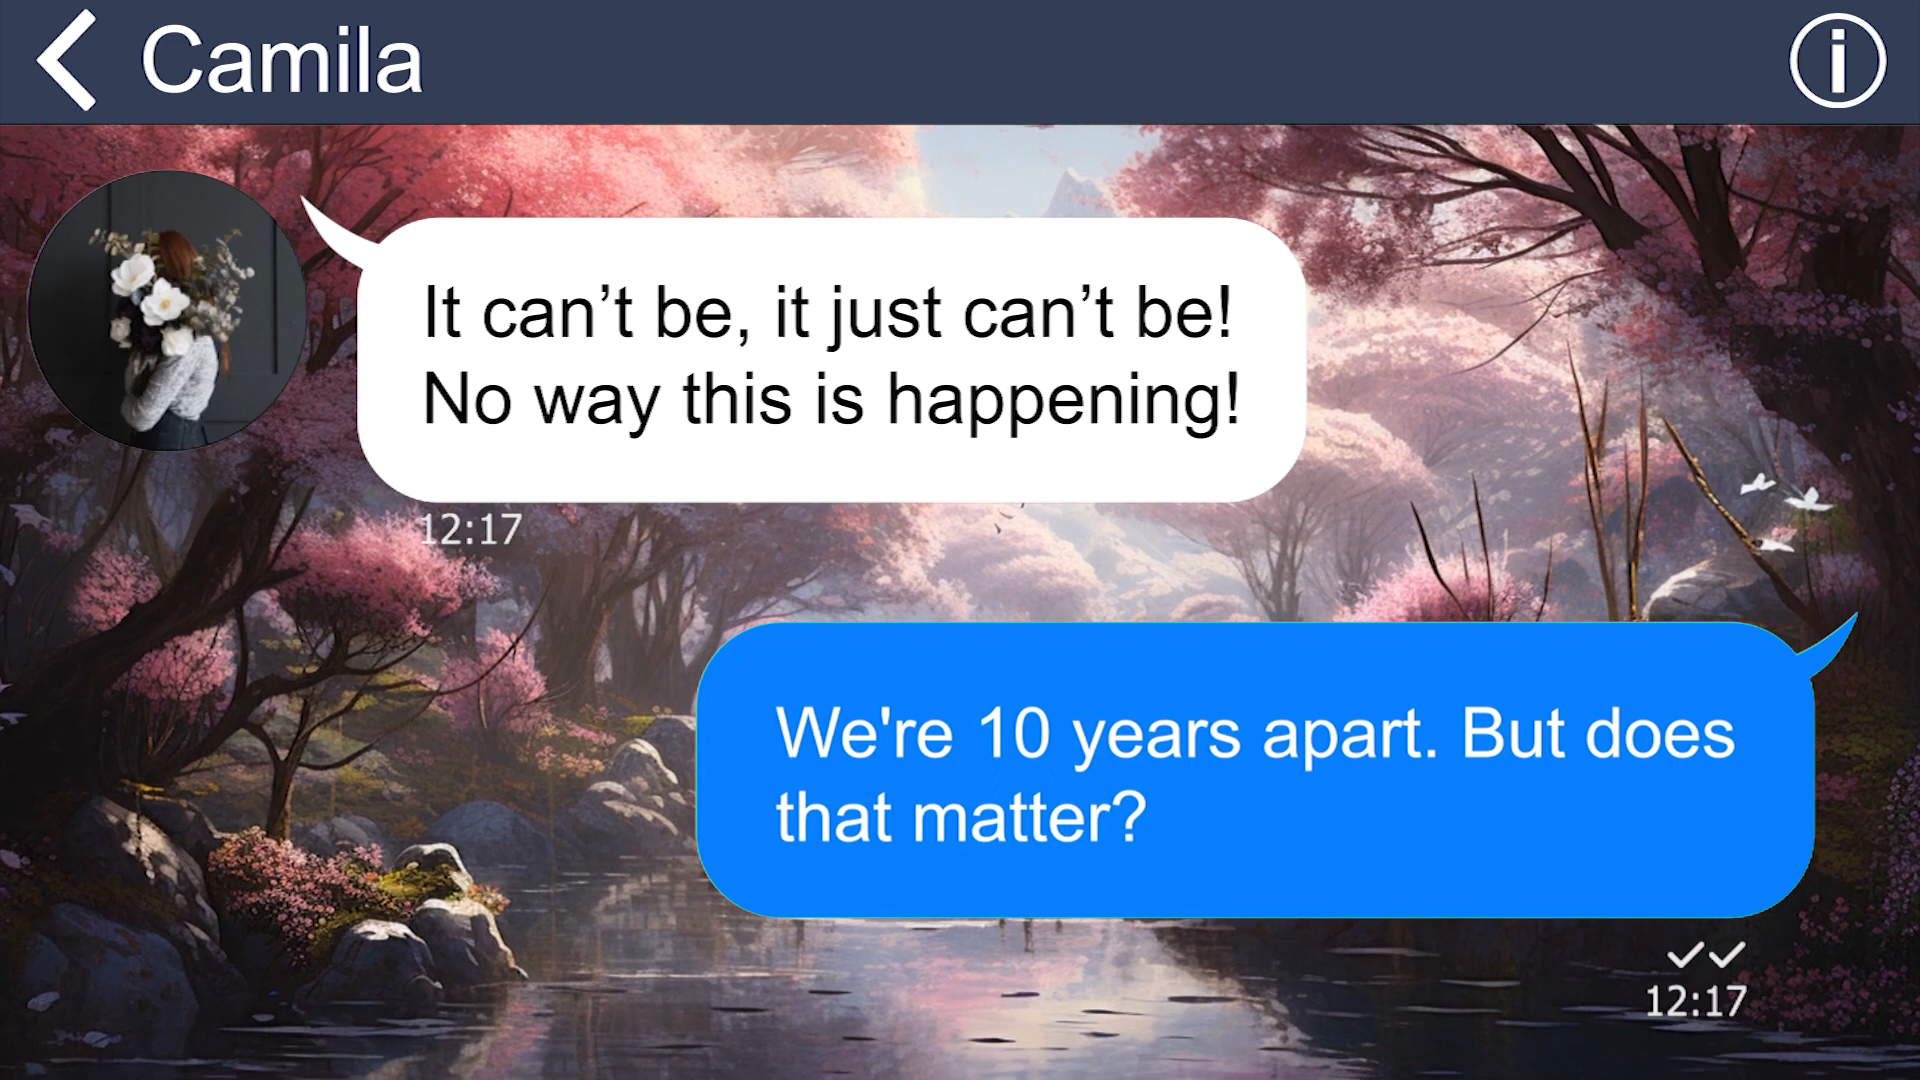 Camila
It can’t be, it just can’t be!
No way this is happening!
12:17
We're 10 years apart. But does
that matter?
12:17